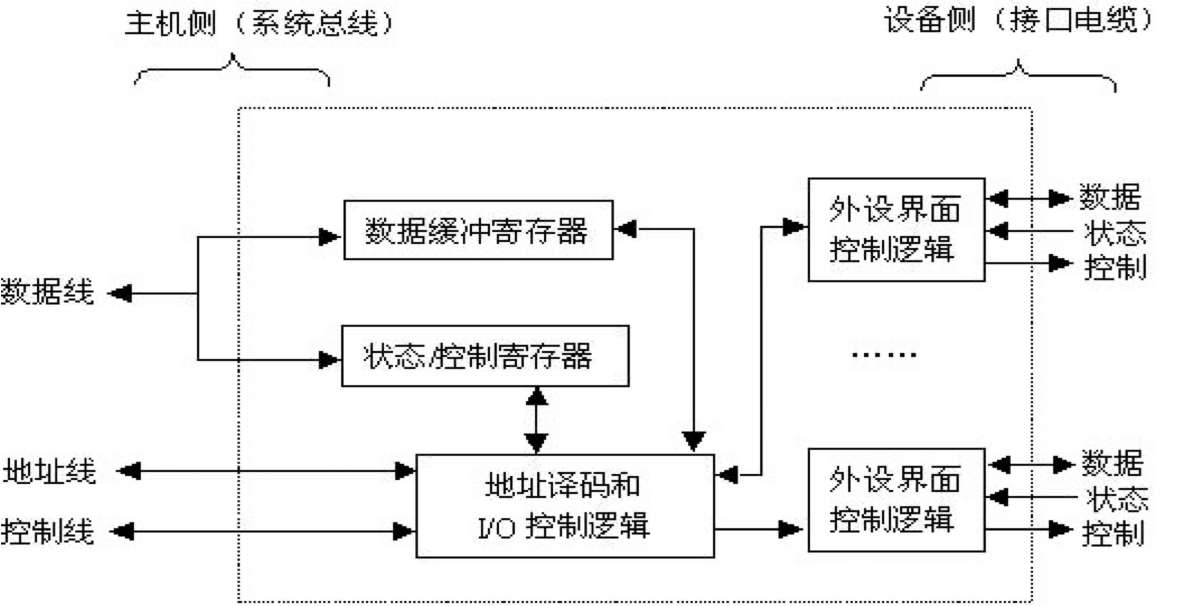 主机侧（系统总线）
设备侧（接口电缆）
数据缓冲寄存器
外设界面
控制逻辑
数据
状态
控制
数据线
状态/控制寄存器
……
地址线
控制线
地址译码和
I/O 控制逻辑
外设界面
控制逻辑
数据
状态
控制